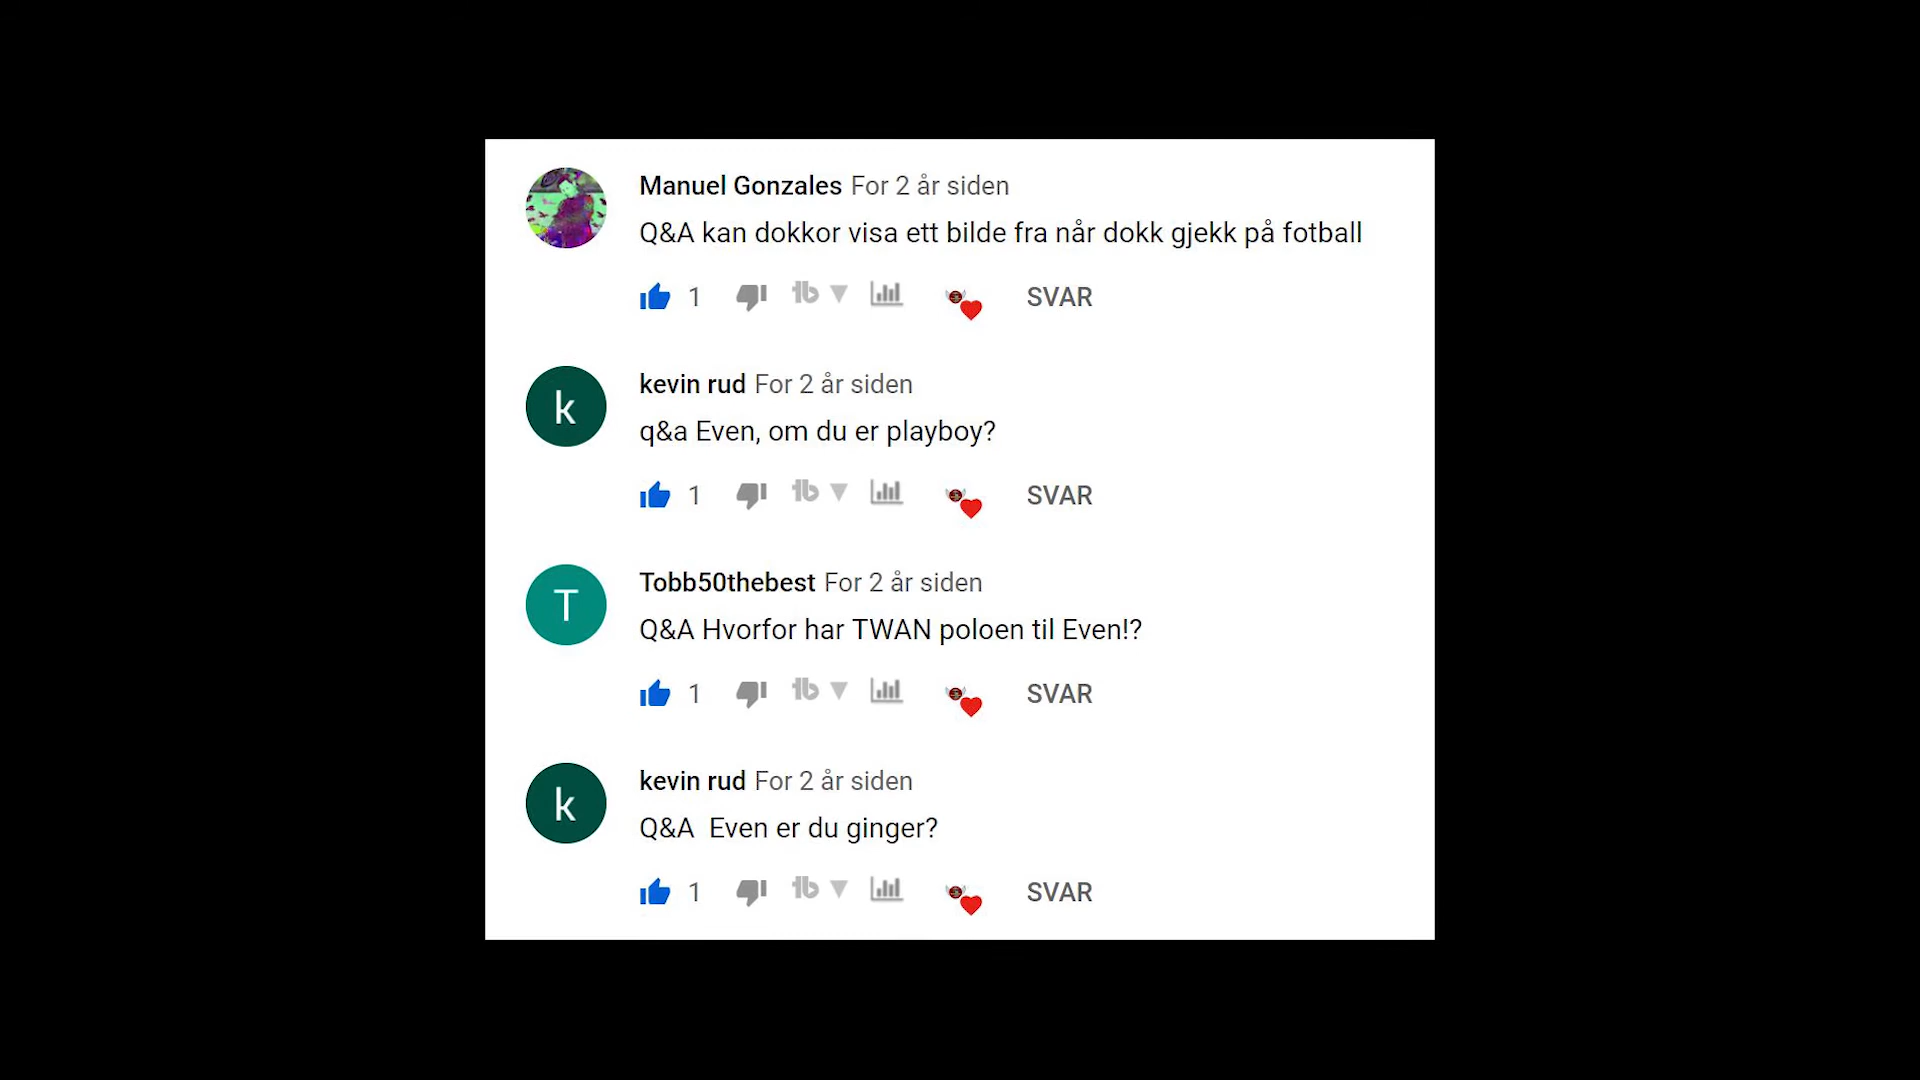 Manuel Gonzales For 2 år siden
Q&A kan dokkor visa ett bilde fra når dokk gjekk på fotball
1 SVAR
k
kevin rud For 2 år siden
q&a Even, om du er playboy?
1 SVAR
T
Tobb50thebest For 2 år siden
Q&A Hvorfor har TWAN poloen til Even!?
1 SVAR
k
kevin rud For 2 år siden
Q&A  Even er du ginger?
1 SVAR